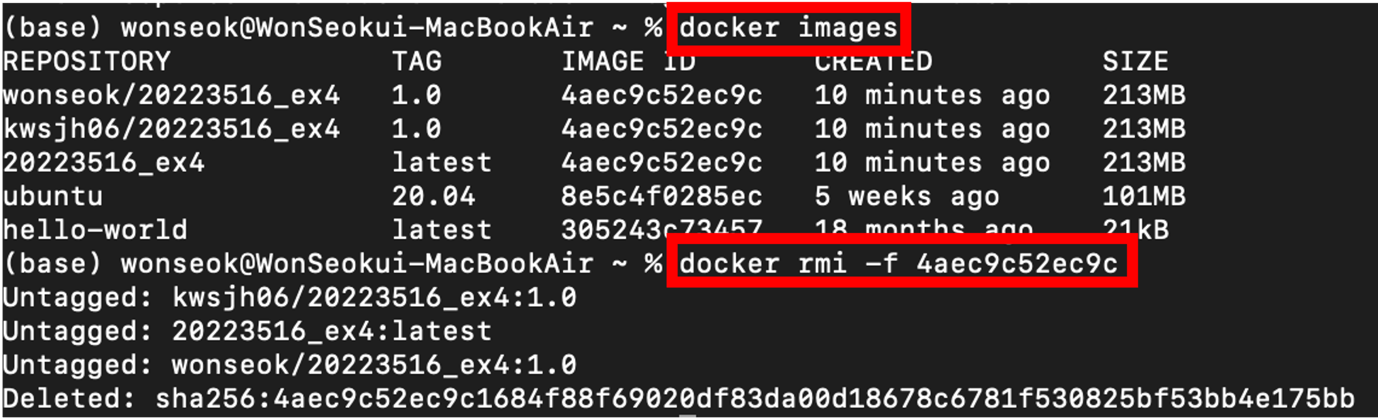 (base) wonseok@WonSeokui-MacBookAir ~ % docker images
REPOSITORY TAG IMAGE ID CREATED SIZE
wonseok/20223516_ex4 1.0 4aec9c52ec9c 10 minutes ago 213MB
kwsjh06/20223516_ex4 1.0 4aec9c52ec9c 10 minutes ago 213MB
20223516_ex4 latest 4aec9c52ec9c 10 minutes ago 213MB
ubuntu 20.04 8e5c4f0285ec 5 weeks ago 101MB
hello-world latest 305243c73457 18 months ago 21kB
(base) wonseok@WonSeokui-MacBookAir ~ % docker rmi -f 4aec9c52ec9c
Untagged: kwsjh06/20223516_ex4:1.0
Untagged: 20223516_ex4:latest
Untagged: wonseok/20223516_ex4:1.0
Deleted: sha256:4aec9c52ec9c1684f88f69020df83da00d18678c6781f530825bf53bb4e175bb